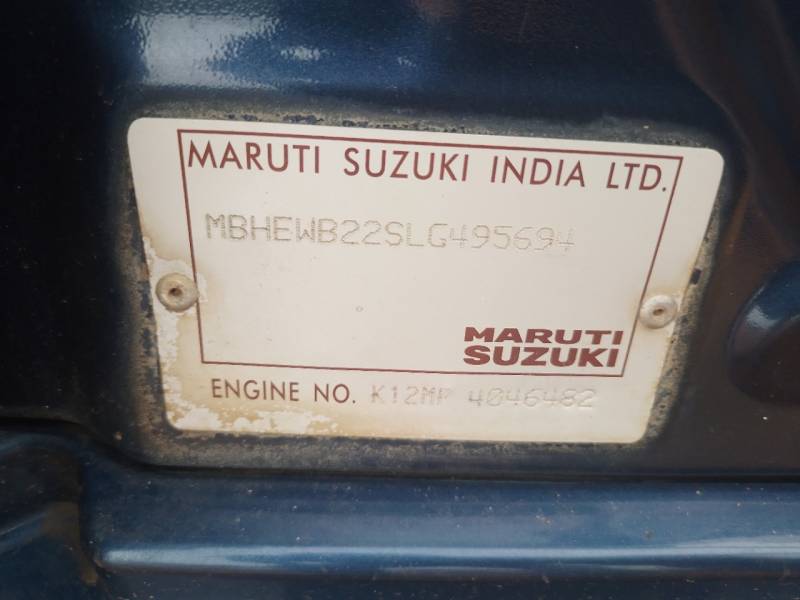 MARUTI SUZUKI INDIA LTD.
MBHEWB22SLG495694
MARUTI
SUZUKI
ENGINE NO. K12MP 4046482